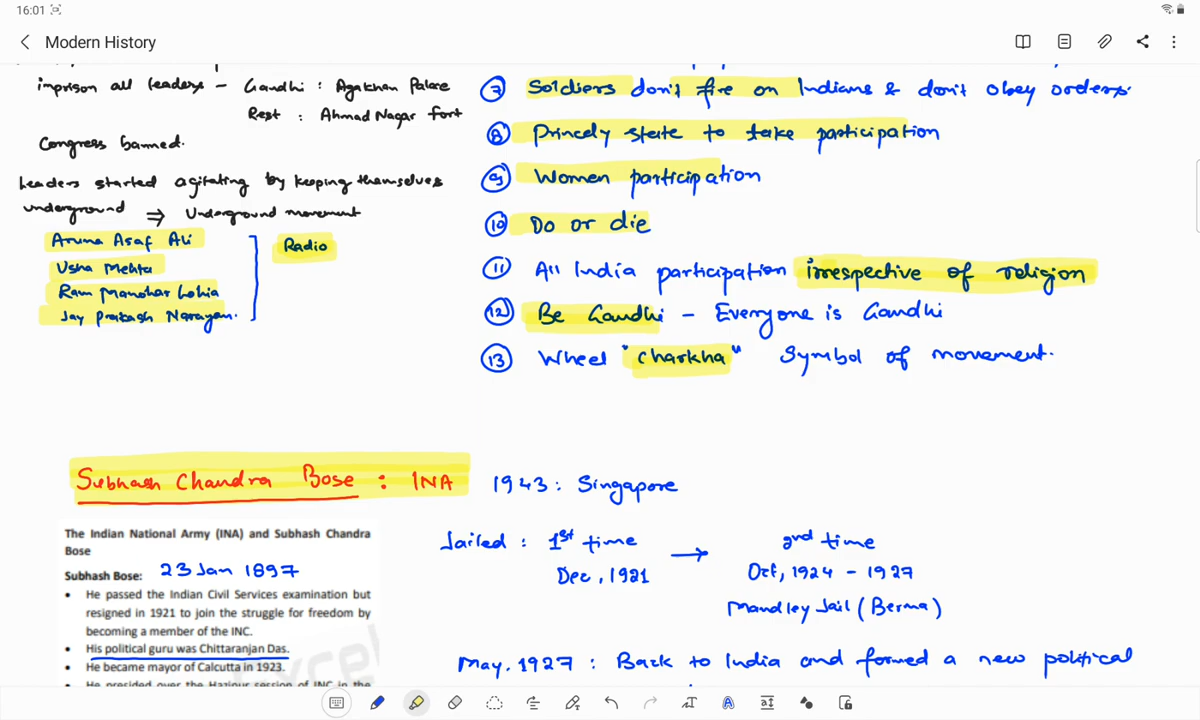 16:01
Modern History
imprison all leaders – Gandhi : Agakhan Palace
Rest : Ahmad Nagar fort
Congress banned.
Leaders started agitating by keeping themselves
underground ⇒ Underground movement
Aruna Asaf Ali
Usha Mehta
Ram Manohar Lohia
Jay Prakash Narayan.
Radio
7 Soldiers don't fire on Indians & don't obey orders.
8 Princely state to take participation
9 Women participation
10 Do or die
11 All India participation irrespective of religion
12 Be Gandhi – Everyone is Gandhi
13 Wheel "Charkha" Symbol of movement.
Subhash Chandra Bose : INA 1943 : Singapore
The Indian National Army (INA) and Subhash Chandra
Bose
Subhash Bose: 23 Jan 1897
• He passed the Indian Civil Services examination but
resigned in 1921 to join the struggle for freedom by
becoming a member of the INC.
• His political guru was Chittaranjan Das.
• He became mayor of Calcutta in 1923.
Jailed : 1st time → 2nd time
Dec, 1921 Oct, 1924 – 1927
Mandley Jail (Berma)
May, 1927 : Back to India and formed a new political